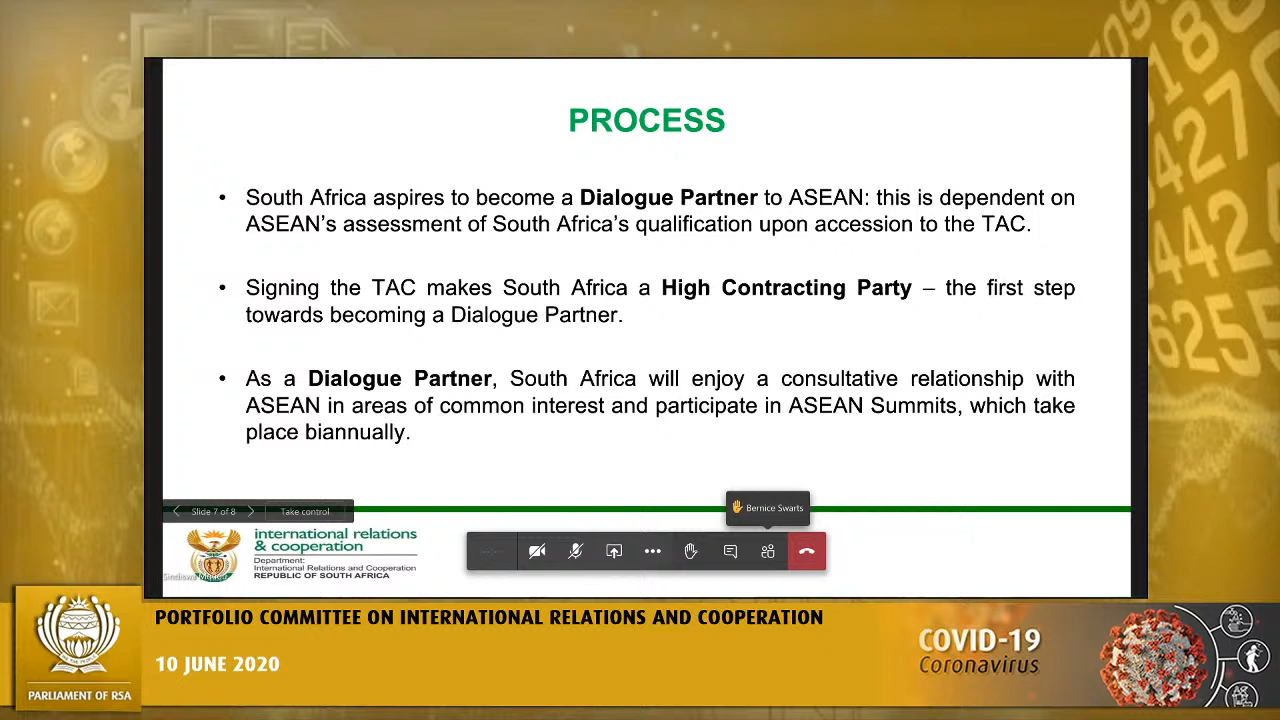 PROCESS
• South Africa aspires to become a Dialogue Partner to ASEAN: this is dependent on
ASEAN’s assessment of South Africa’s qualification upon accession to the TAC.
• Signing the TAC makes South Africa a High Contracting Party – the first step
towards becoming a Dialogue Partner.
• As a Dialogue Partner, South Africa will enjoy a consultative relationship with
ASEAN in areas of common interest and participate in ASEAN Summits, which take
place biannually.
Slide 7 of 8
Take control
Bernice Swarts
international relations
& cooperation
Department:
International Relations and Cooperation
REPUBLIC OF SOUTH AFRICA
PORTFOLIO COMMITTEE ON INTERNATIONAL RELATIONS AND COOPERATION
10 JUNE 2020
PARLIAMENT OF RSA
COVID-19
Coronavirus